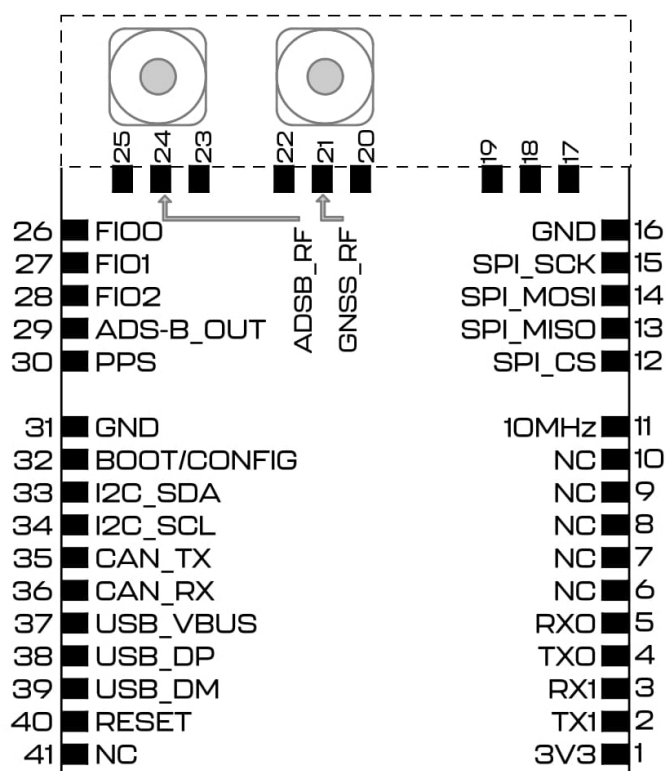 25 24 23 22 21 20 19 18 17
ADSB_RF
GNSS_RF
26 FIO0
27 FIO1
28 FIO2
29 ADS-B_OUT
30 PPS
31 GND
32 BOOT/CONFIG
33 I2C_SDA
34 I2C_SCL
35 CAN_TX
36 CAN_RX
37 USB_VBUS
38 USB_DP
39 USB_DM
40 RESET
41 NC
GND 16
SPI_SCK 15
SPI_MOSI 14
SPI_MISO 13
SPI_CS 12
10MHz 11
NC 10
NC 9
NC 8
NC 7
NC 6
RX0 5
TX0 4
RX1 3
TX1 2
3V3 1